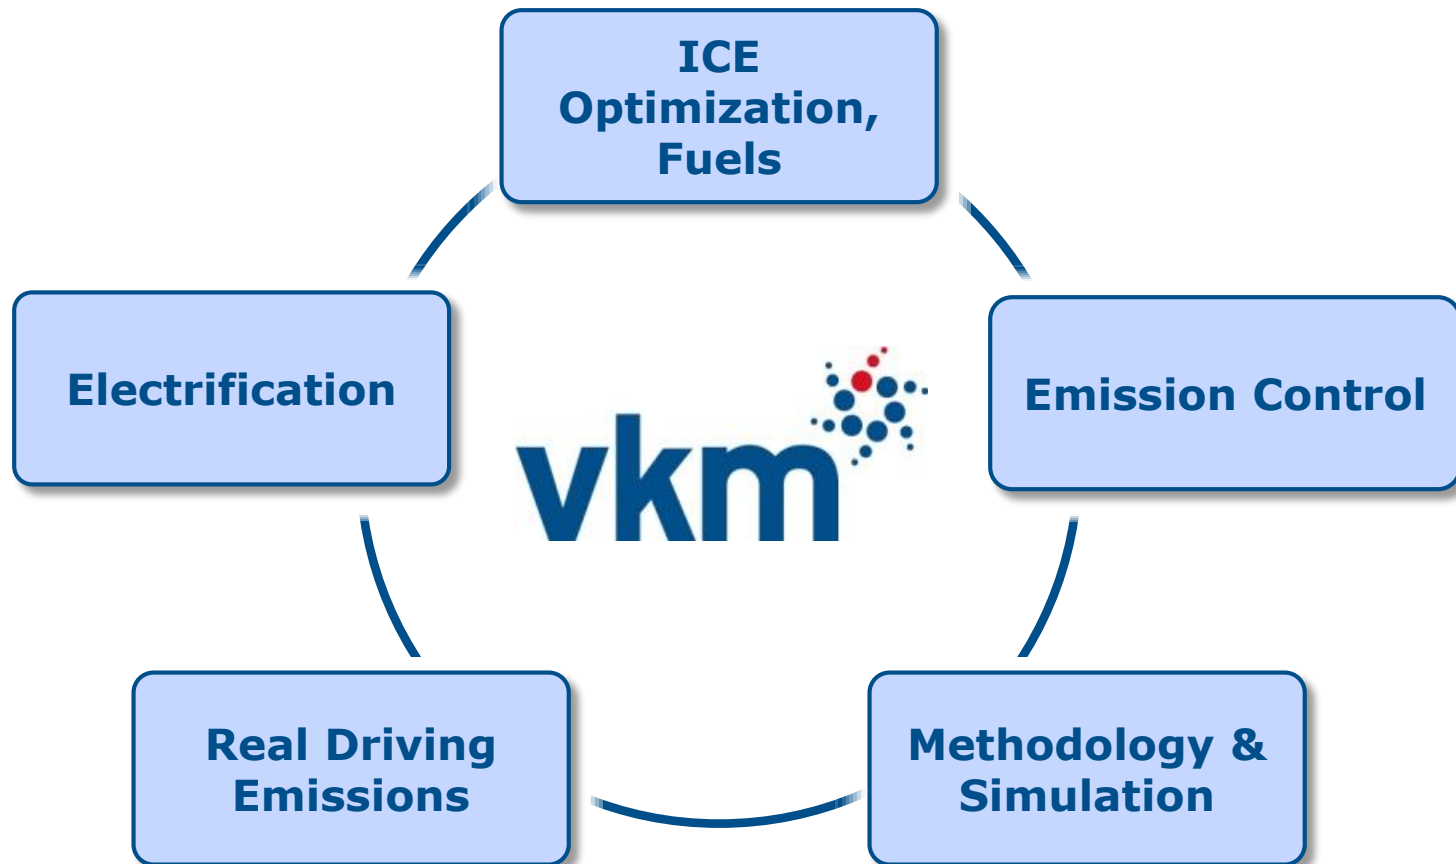 ICE
Optimization,
Fuels
Electrification
Emission Control
vkm
Real Driving
Emissions
Methodology &
Simulation